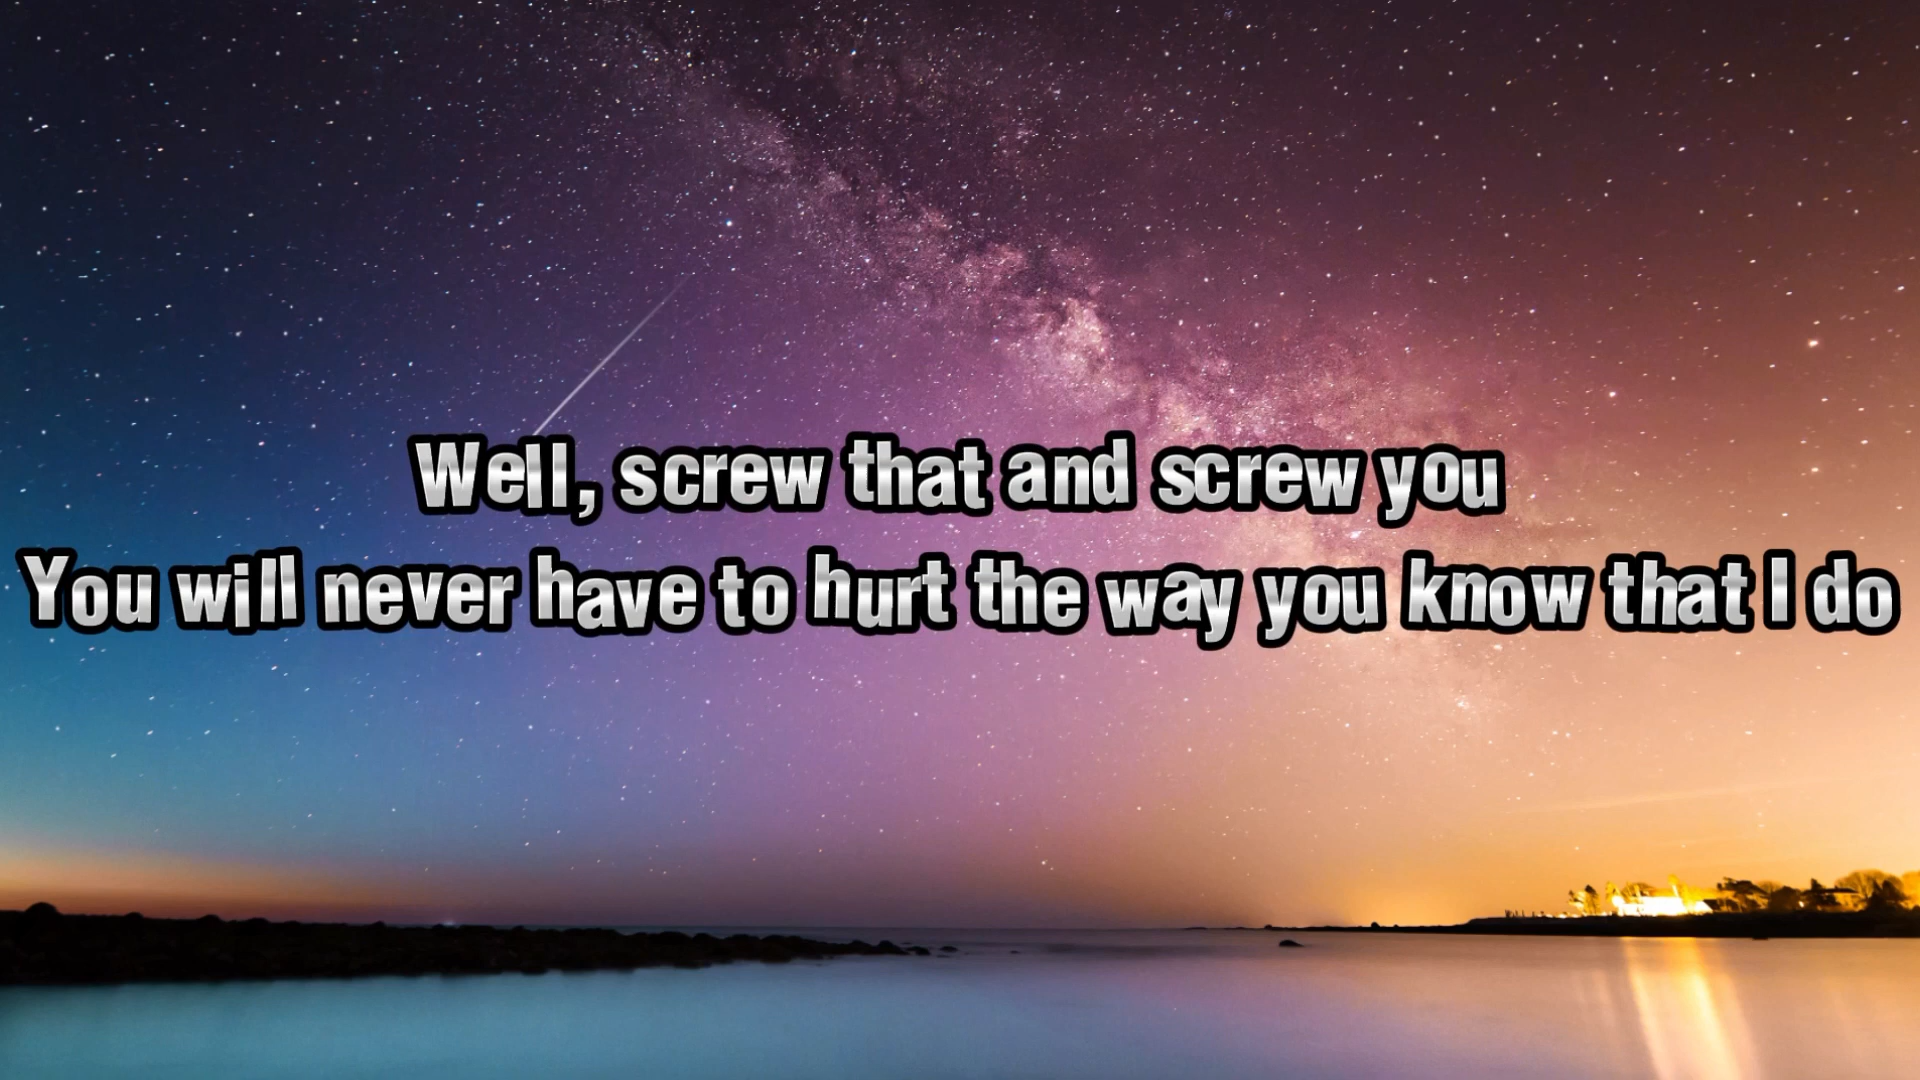 Well, screw that and screw you
You will never have to hurt the way you know that I do